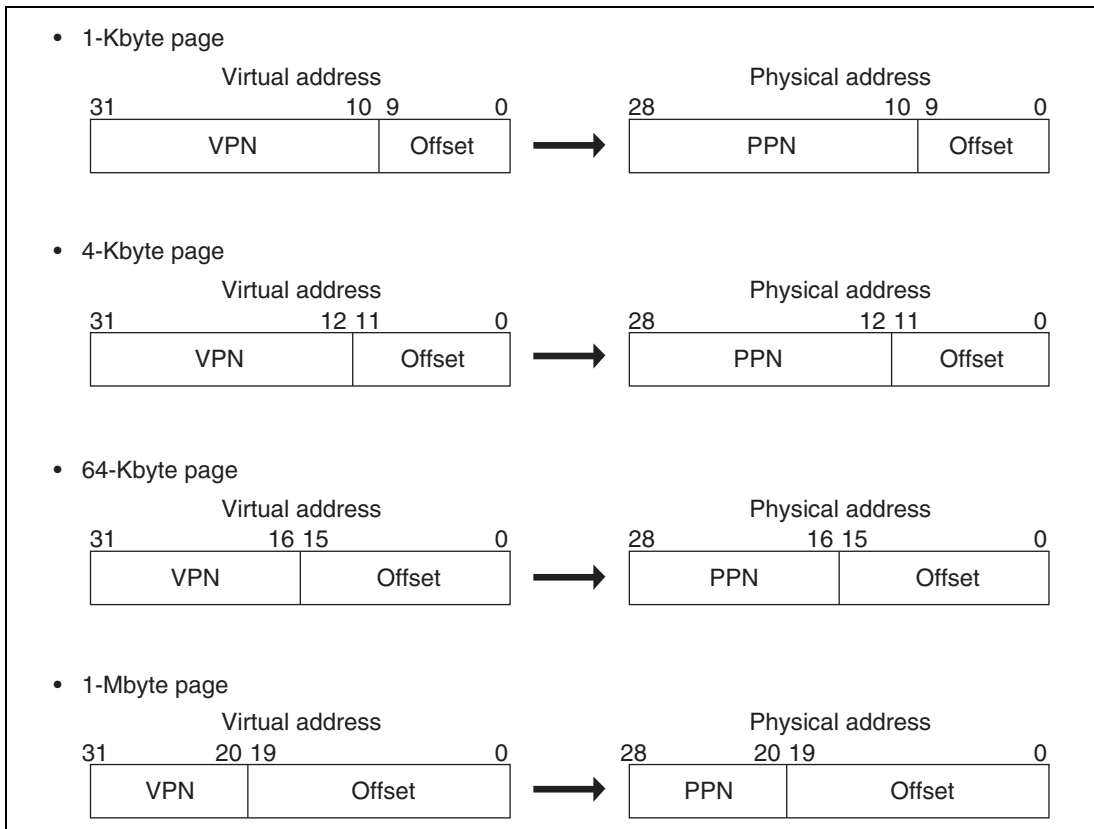 • 1-Kbyte page
Virtual address Physical address
31 10 9 0 28 10 9 0
VPN Offset PPN Offset
• 4-Kbyte page
Virtual address Physical address
31 12 11 0 28 12 11 0
VPN Offset PPN Offset
• 64-Kbyte page
Virtual address Physical address
31 16 15 0 28 16 15 0
VPN Offset PPN Offset
• 1-Mbyte page
Virtual address Physical address
31 20 19 0 28 20 19 0
VPN Offset PPN Offset